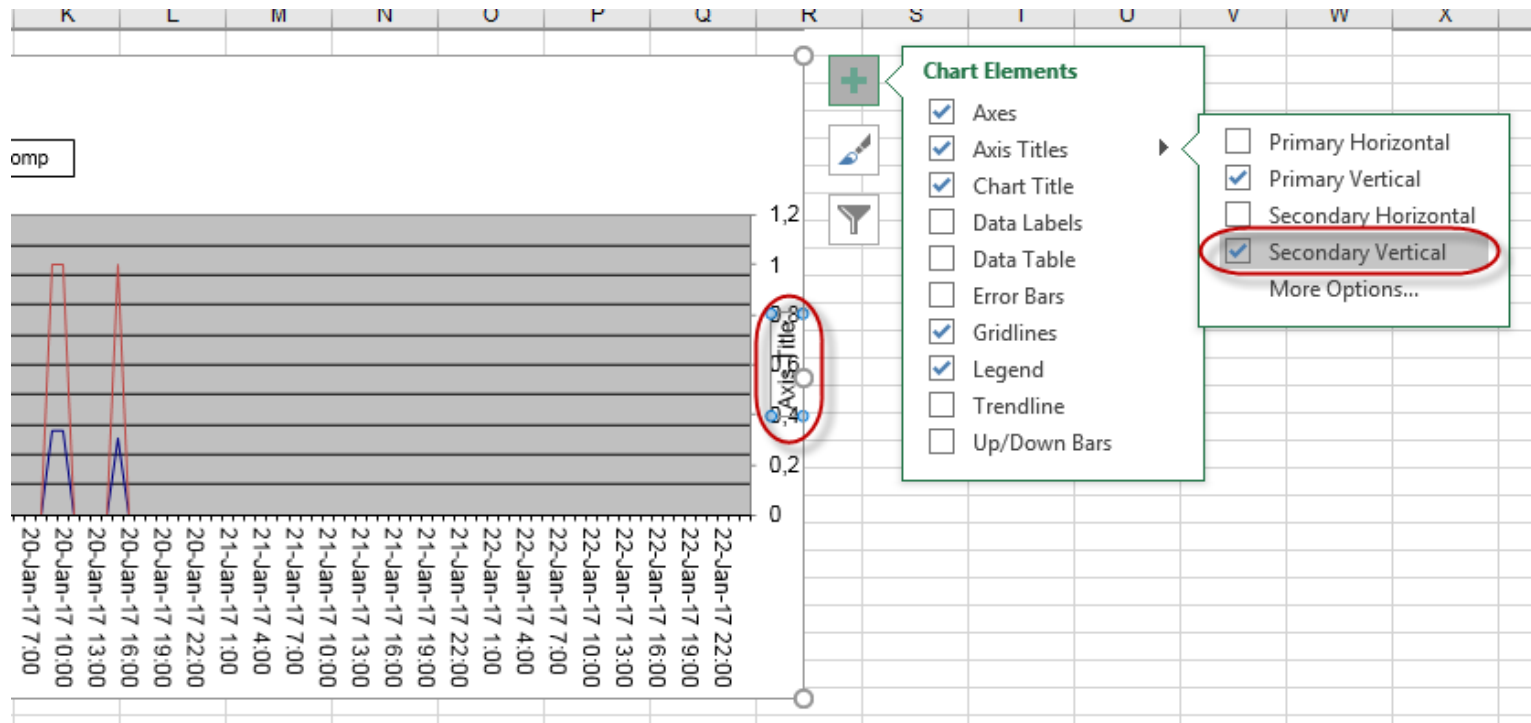 K L M N O P Q R S T U V W X
omp
1,2
1
0,8
0,6
0,4
0,2
0
Axis Title
20-Jan-17 7:00
20-Jan-17 10:00
20-Jan-17 13:00
20-Jan-17 16:00
20-Jan-17 19:00
20-Jan-17 22:00
21-Jan-17 1:00
21-Jan-17 4:00
21-Jan-17 7:00
21-Jan-17 10:00
21-Jan-17 13:00
21-Jan-17 16:00
21-Jan-17 19:00
21-Jan-17 22:00
22-Jan-17 1:00
22-Jan-17 4:00
22-Jan-17 7:00
22-Jan-17 10:00
22-Jan-17 13:00
22-Jan-17 16:00
22-Jan-17 19:00
22-Jan-17 22:00
Chart Elements
Axes
Axis Titles
Chart Title
Data Labels
Data Table
Error Bars
Gridlines
Legend
Trendline
Up/Down Bars
Primary Horizontal
Primary Vertical
Secondary Horizontal
Secondary Vertical
More Options...